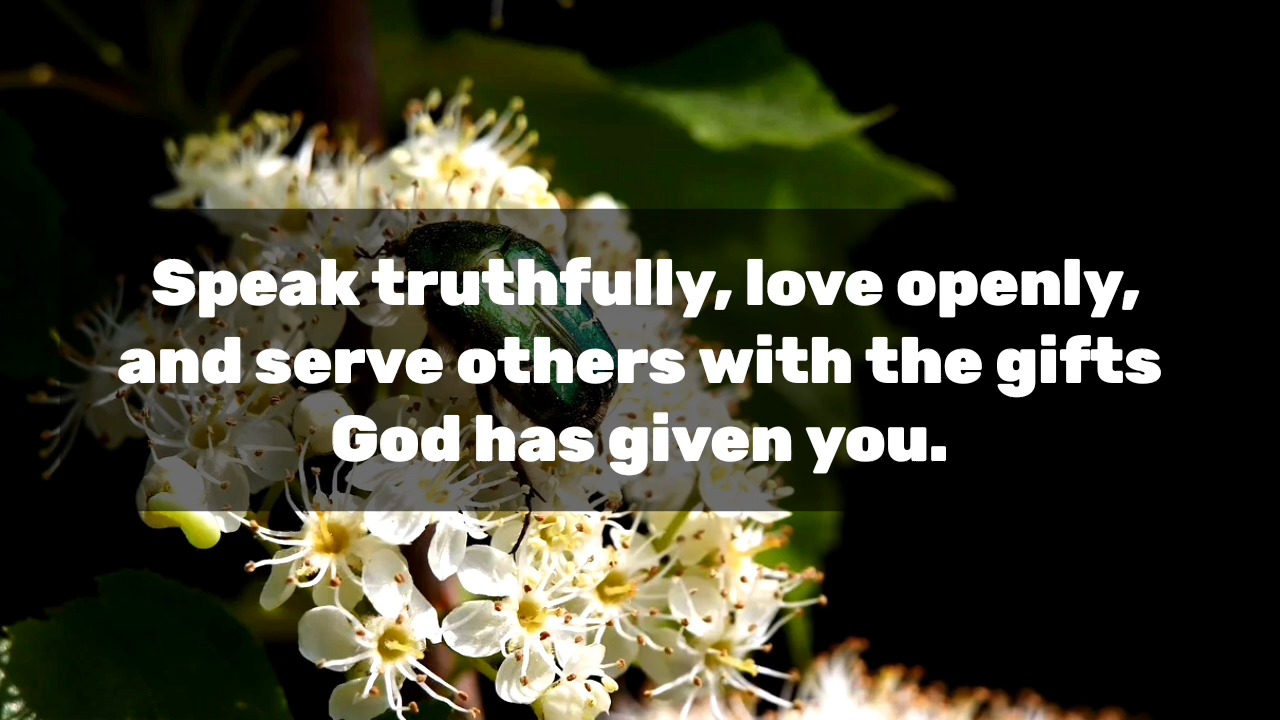 Speak truthfully, love openly,
and serve others with the gifts
God has given you.